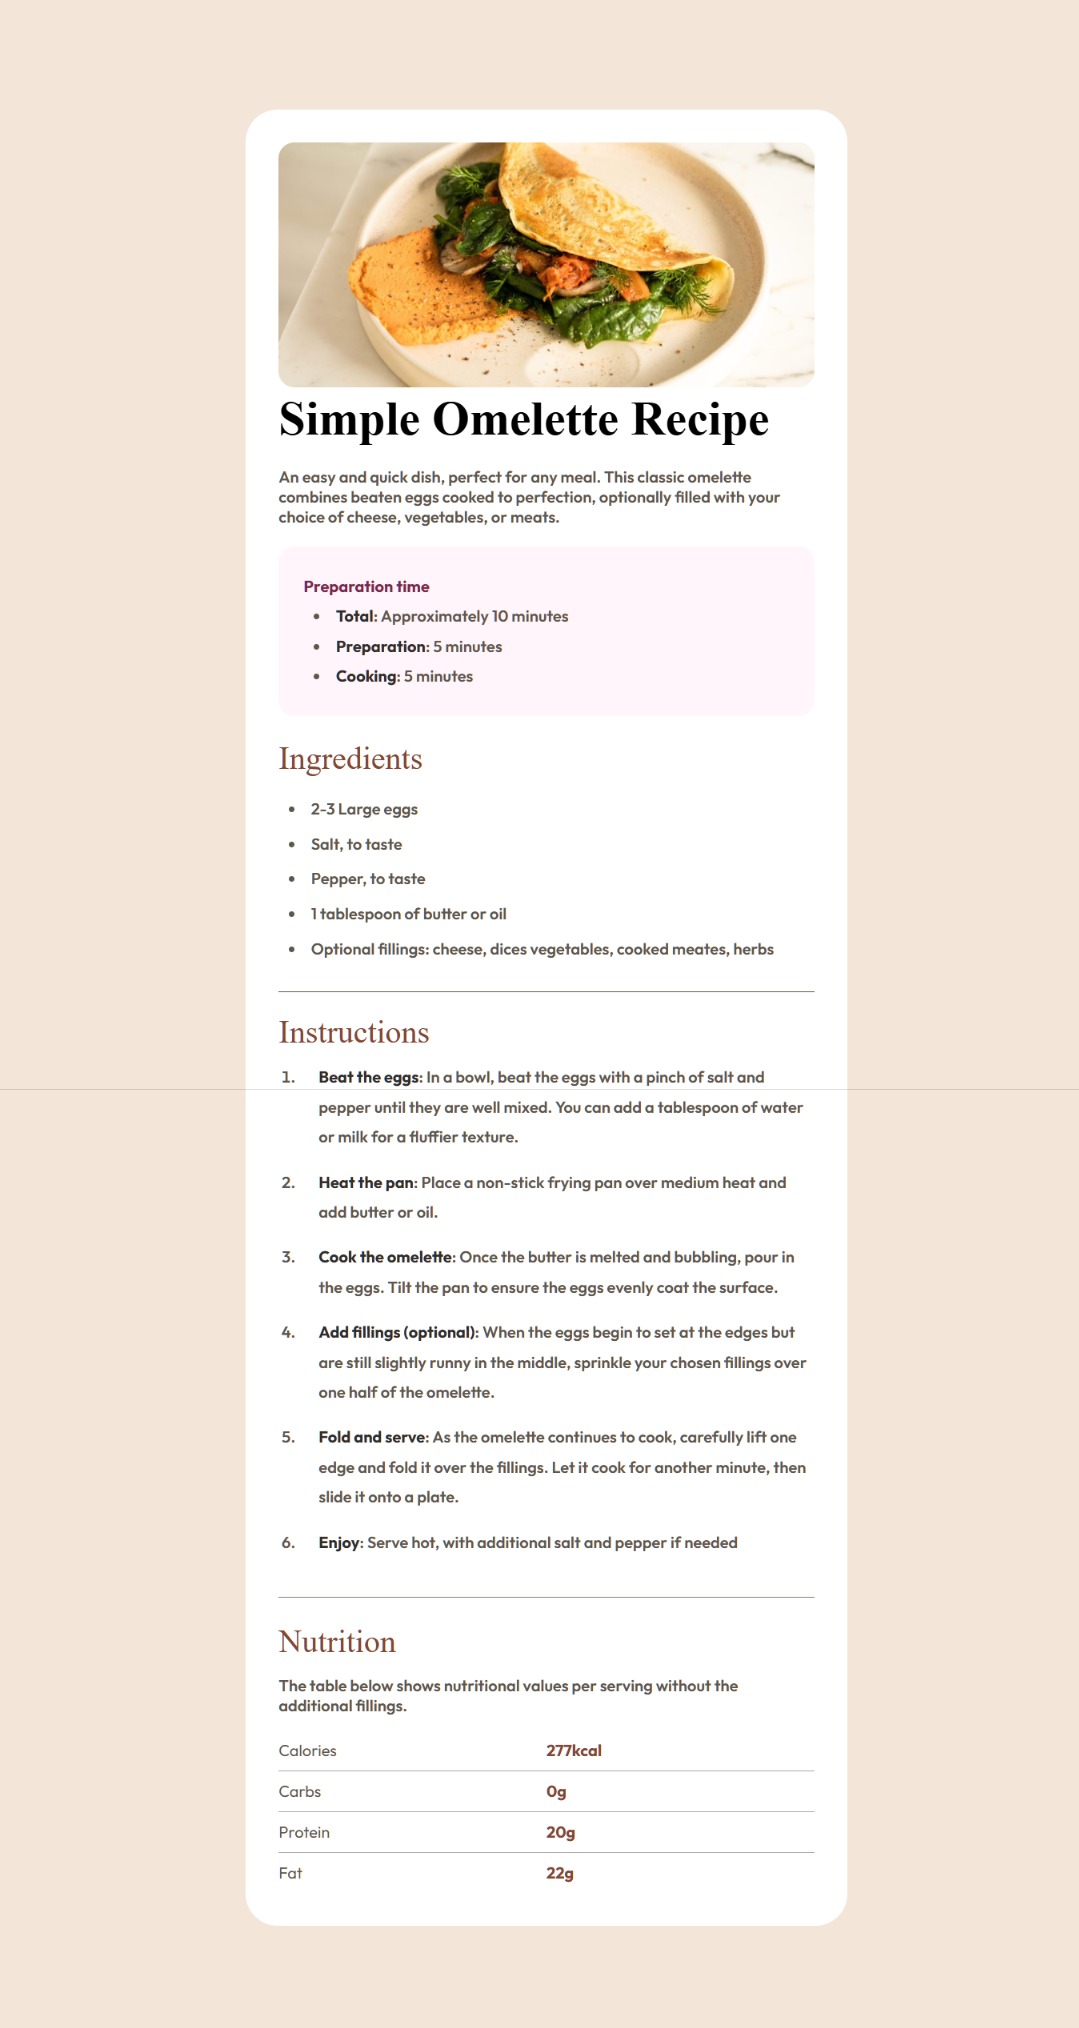 Simple Omelette Recipe
An easy and quick dish, perfect for any meal. This classic omelette
combines beaten eggs cooked to perfection, optionally filled with your
choice of cheese, vegetables, or meats.
Preparation time
• Total: Approximately 10 minutes
• Preparation: 5 minutes
• Cooking: 5 minutes
Ingredients
• 2-3 Large eggs
• Salt, to taste
• Pepper, to taste
• 1 tablespoon of butter or oil
• Optional fillings: cheese, dices vegetables, cooked meates, herbs
Instructions
1. Beat the eggs: In a bowl, beat the eggs with a pinch of salt and
pepper until they are well mixed. You can add a tablespoon of water
or milk for a fluffier texture.
2. Heat the pan: Place a non-stick frying pan over medium heat and
add butter or oil.
3. Cook the omelette: Once the butter is melted and bubbling, pour in
the eggs. Tilt the pan to ensure the eggs evenly coat the surface.
4. Add fillings (optional): When the eggs begin to set at the edges but
are still slightly runny in the middle, sprinkle your chosen fillings over
one half of the omelette.
5. Fold and serve: As the omelette continues to cook, carefully lift one
edge and fold it over the fillings. Let it cook for another minute, then
slide it onto a plate.
6. Enjoy: Serve hot, with additional salt and pepper if needed
Nutrition
The table below shows nutritional values per serving without the
additional fillings.
Calories 277kcal
Carbs 0g
Protein 20g
Fat 22g